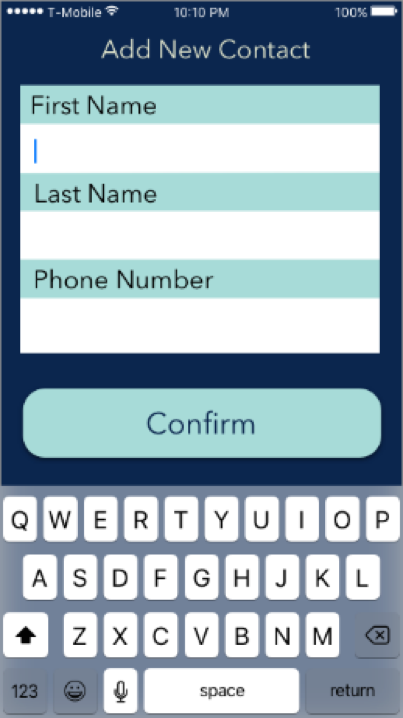 T-Mobile 10:10 PM 100%
Add New Contact
First Name
Last Name
Phone Number
Confirm
Q W E R T Y U I O P
A S D F G H J K L
Z X C V B N M
123 space return